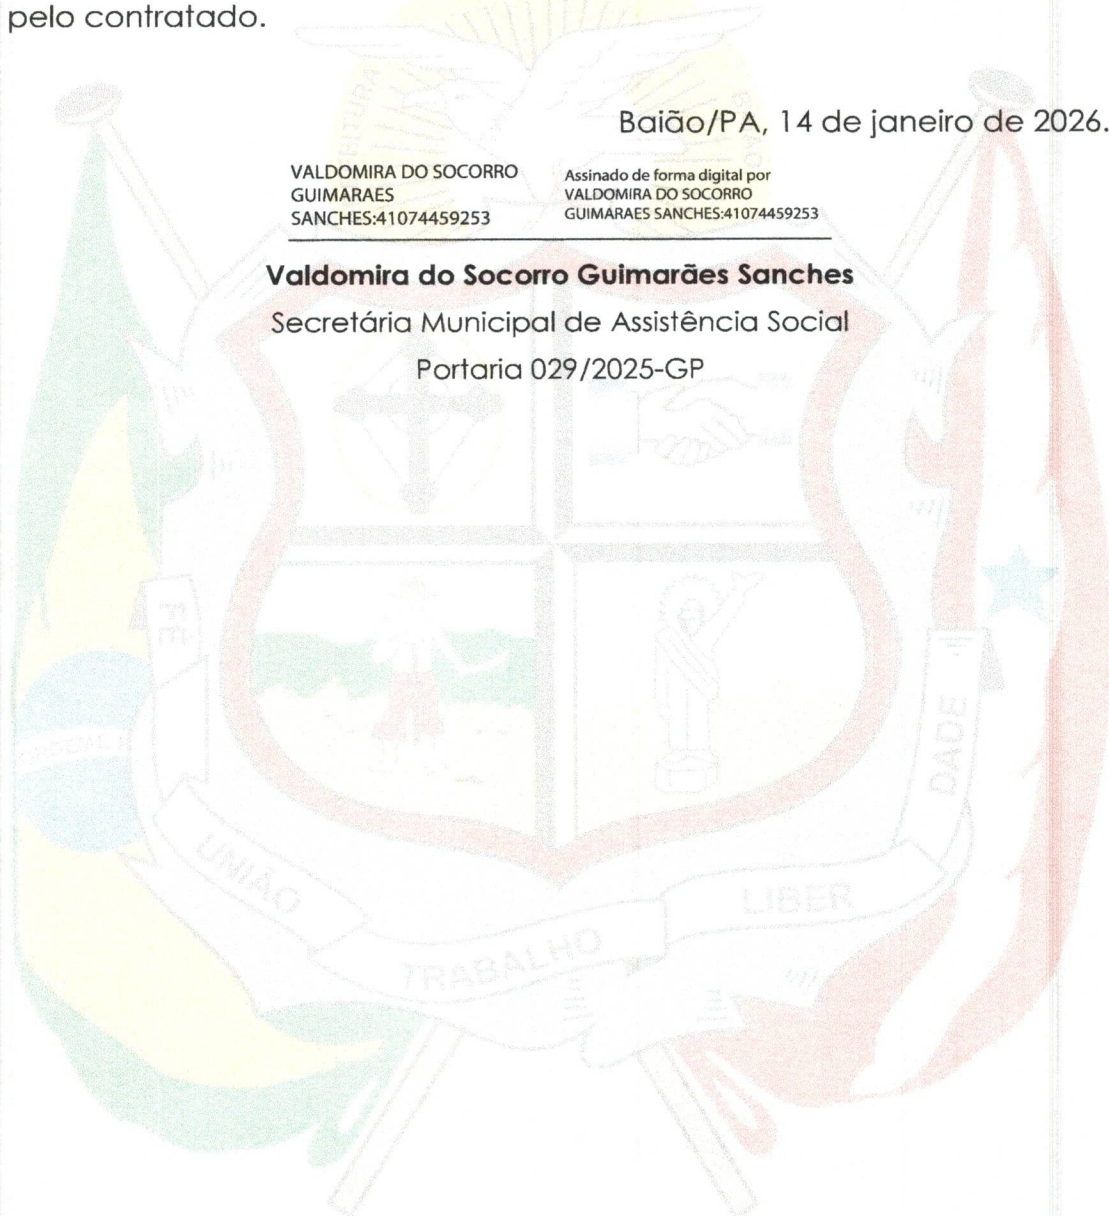 pelo contratado.
Baião/PA, 14 de janeiro de 2026.
VALDOMIRA DO SOCORRO
GUIMARAES
SANCHES:41074459253
Assinado de forma digital por
VALDOMIRA DO SOCORRO
GUIMARAES SANCHES:41074459253
Valdomira do Socorro Guimarães Sanches
Secretária Municipal de Assistência Social
Portaria 029/2025-GP
FÉ
UNIÃO
TRABALHO
LIBER
DADE